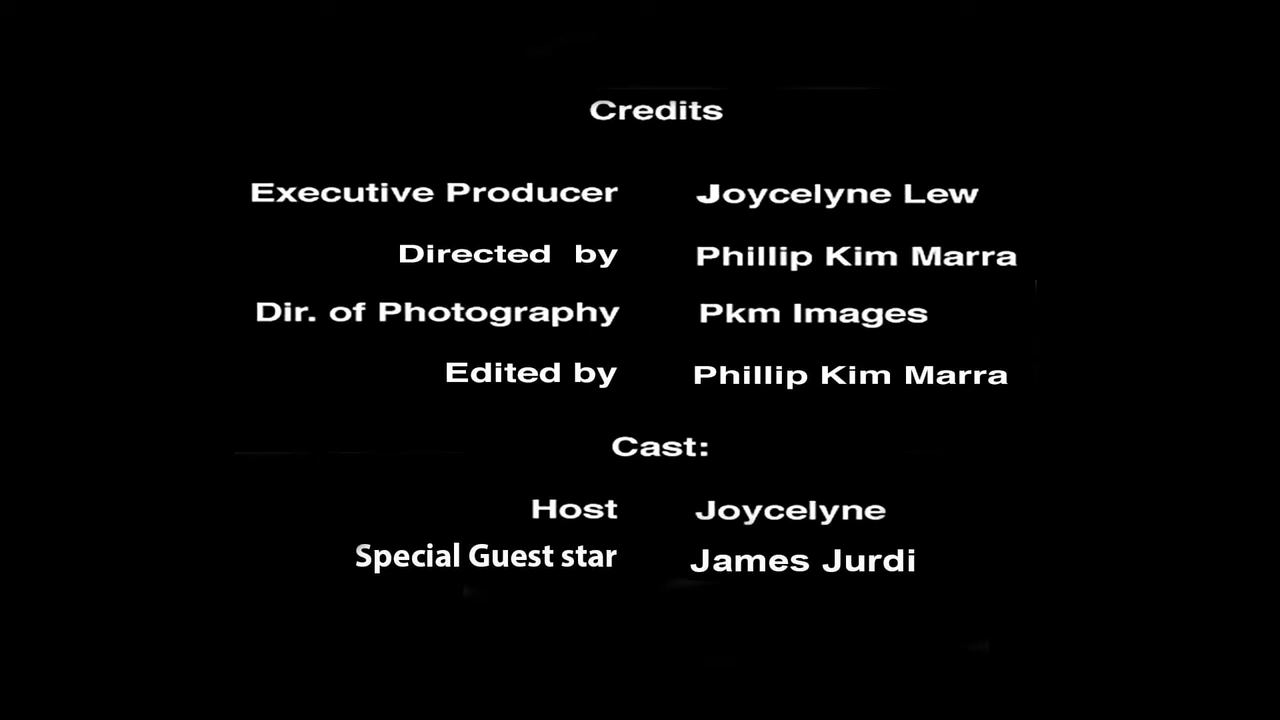 Credits
Executive Producer Joycelyne Lew
Directed by Phillip Kim Marra
Dir. of Photography Pkm Images
Edited by Phillip Kim Marra
Cast:
Host Joycelyne
Special Guest star James Jurdi